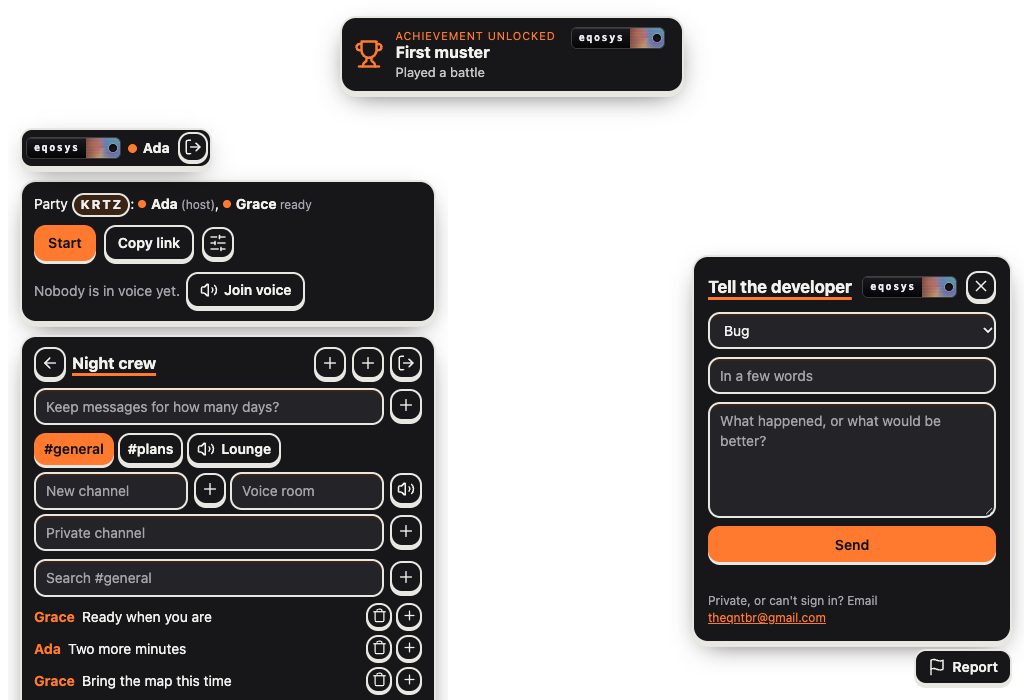 ACHIEVEMENT UNLOCKED
eqosys
First muster
Played a battle
eqosys
Ada
Party KRTZ: Ada (host), Grace ready
Start
Copy link
Nobody is in voice yet.
Join voice
Night crew
Keep messages for how many days?
#general
#plans
Lounge
New channel
Voice room
Private channel
Search #general
Grace Ready when you are
Ada Two more minutes
Grace Bring the map this time
Tell the developer
eqosys
Bug
In a few words
What happened, or what would be
better?
Send
Private, or can't sign in? Email
theqntbr@gmail.com
Report